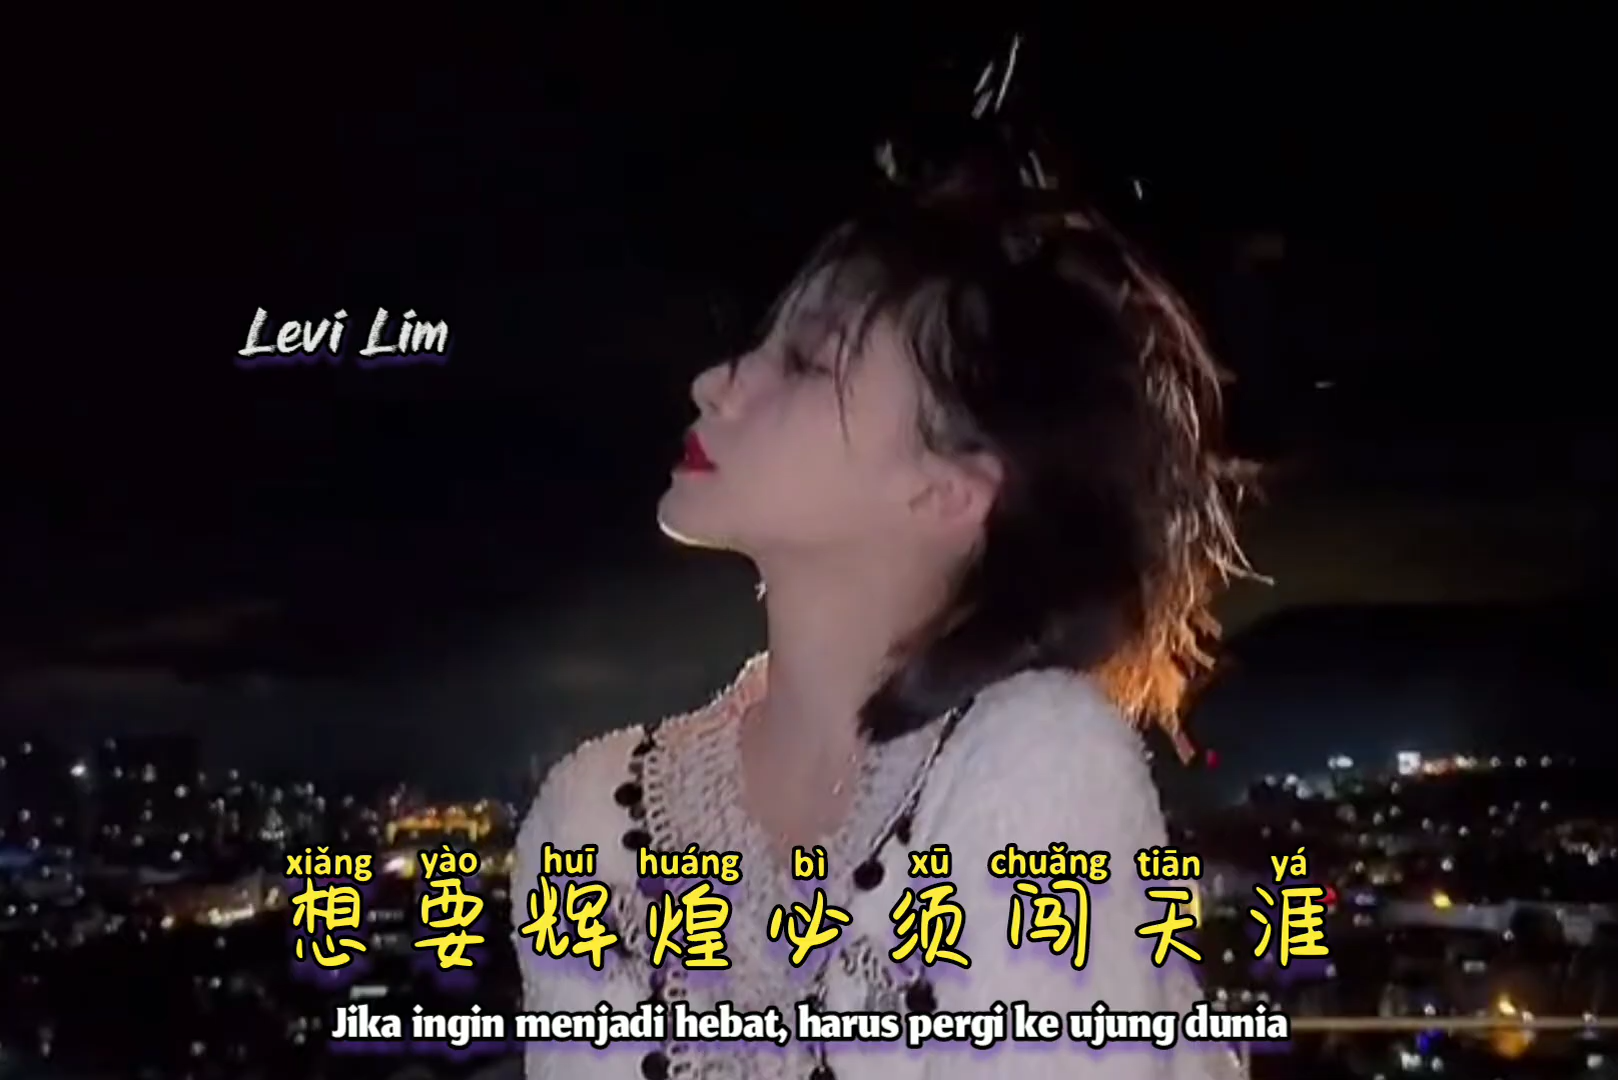 Levi Lim
xiǎng yào huī huáng bì xū chuǎng tiān yá
想要辉煌必须闯天涯
Jika ingin menjadi hebat, harus pergi ke ujung dunia